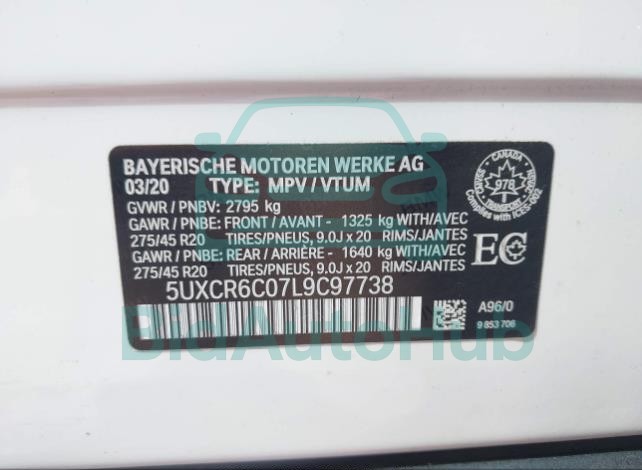 BAYERISCHE MOTOREN WERKE AG
03/20 TYPE: MPV / VTUM
GVWR / PNBV: 2795 kg
GAWR / PNBE: FRONT / AVANT - 1325 kg WITH/AVEC
275/45 R20 TIRES/PNEUS, 9.0J x 20 RIMS/JANTES
GAWR / PNBE: REAR / ARRIÈRE - 1640 kg WITH/AVEC
275/45 R20 TIRES/PNEUS, 9.0J x 20 RIMS/JANTES
5UXCR6C07L9C97738
CANADA
978
TRANSPORT
Complies with ICES-002
EC
A96/0
9 853 706
BidAutoHub